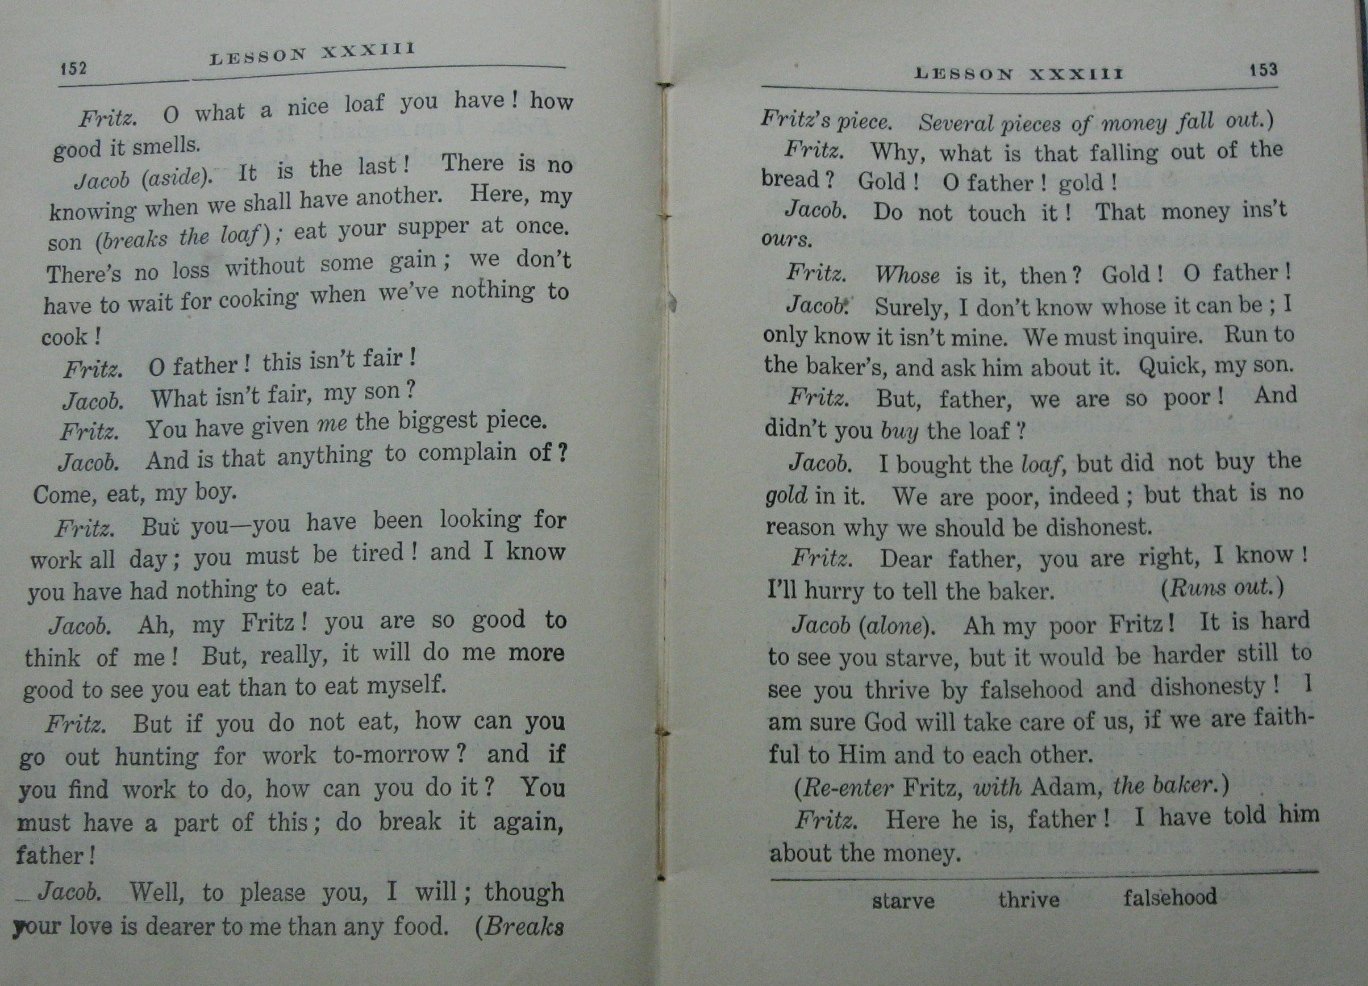 152
LESSON XXXIII
Fritz. O what a nice loaf you have! how
good it smells.
Jacob (aside). It is the last! There is no
knowing when we shall have another. Here, my
son (breaks the loaf); eat your supper at once.
There's no loss without some gain; we don't
have to wait for cooking when we've nothing to
cook!
Fritz. O father! this isn't fair!
Jacob. What isn't fair, my son?
Fritz. You have given me the biggest piece.
Jacob. And is that anything to complain of?
Come, eat, my boy.
Fritz. But you—you have been looking for
work all day; you must be tired! and I know
you have had nothing to eat.
Jacob. Ah, my Fritz! you are so good to
think of me! But, really, it will do me more
good to see you eat than to eat myself.
Fritz. But if you do not eat, how can you
go out hunting for work to-morrow? and if
you find work to do, how can you do it? You
must have a part of this; do break it again,
father!
Jacob. Well, to please you, I will; though
your love is dearer to me than any food. (Breaks
LESSON XXXIII
153
Fritz's piece. Several pieces of money fall out.)
Fritz. Why, what is that falling out of the
bread? Gold! O father! gold!
Jacob. Do not touch it! That money ins't
ours.
Fritz. Whose is it, then? Gold! O father!
Jacob. Surely, I don't know whose it can be; I
only know it isn't mine. We must inquire. Run to
the baker's, and ask him about it. Quick, my son.
Fritz. But, father, we are so poor! And
didn't you buy the loaf?
Jacob. I bought the loaf, but did not buy the
gold in it. We are poor, indeed; but that is no
reason why we should be dishonest.
Fritz. Dear father, you are right, I know!
I'll hurry to tell the baker. (Runs out.)
Jacob (alone). Ah my poor Fritz! It is hard
to see you starve, but it would be harder still to
see you thrive by falsehood and dishonesty! I
am sure God will take care of us, if we are faith-
ful to Him and to each other.
(Re-enter Fritz, with Adam, the baker.)
Fritz. Here he is, father! I have told him
about the money.
starve thrive falsehood